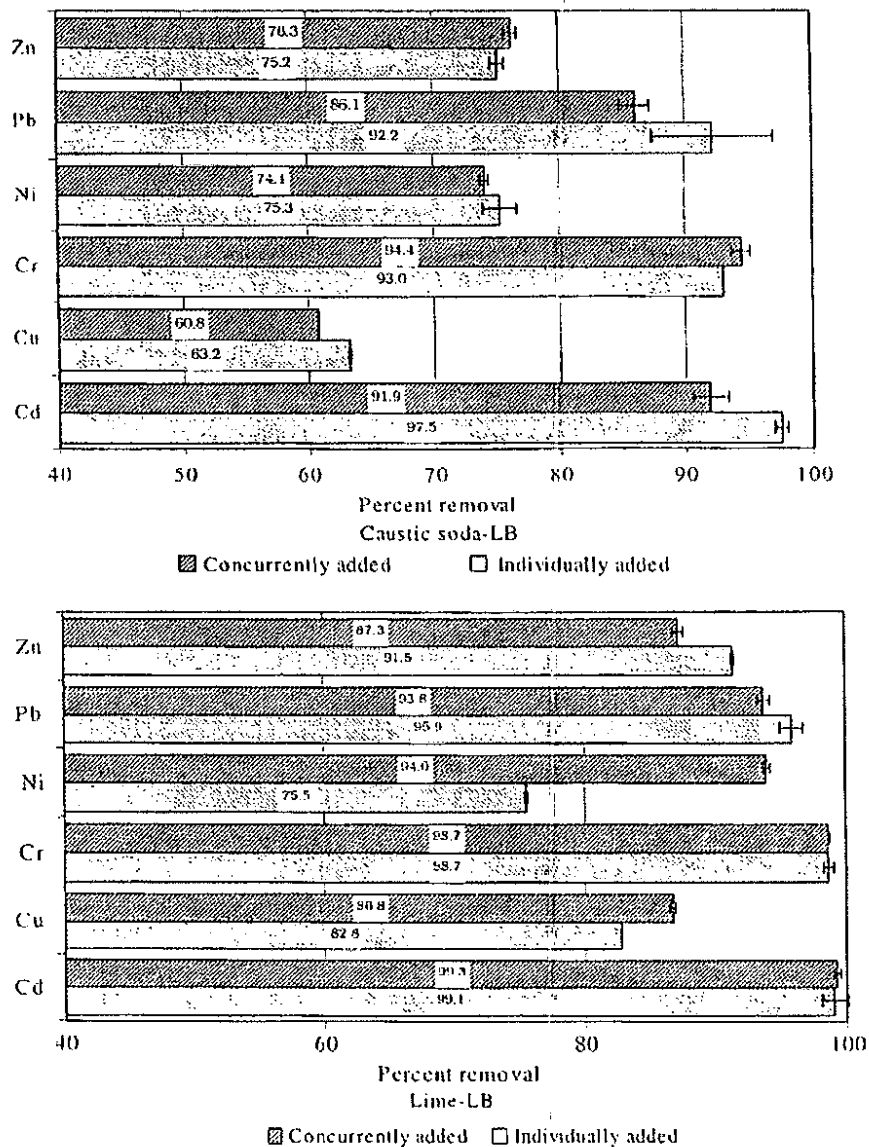 Zn
76.3
75.2
Pb
86.1
92.2
Ni
74.1
75.3
Cr
94.4
93.0
Cu
60.8
63.2
Cd
91.9
97.5
40 50 60 70 80 90 100
Percent removal
Caustic soda-LB
Concurrently added Individually added
Zn
87.3
91.5
Pb
93.8
95.9
Ni
94.0
75.5
Cr
98.7
98.7
Cu
86.8
82.8
Cd
99.3
99.1
40 60 80 100
Percent removal
Lime-LB
Concurrently added Individually added